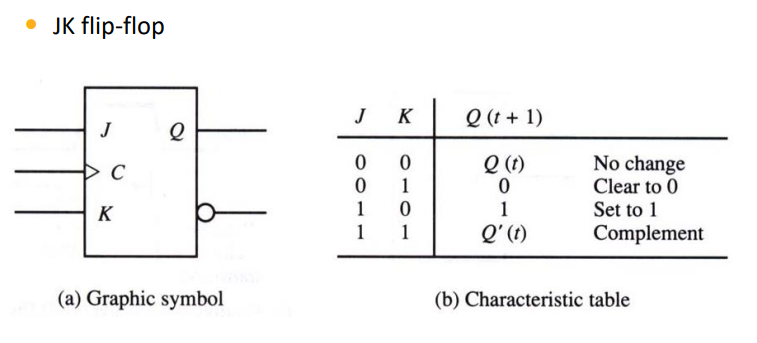 • JK flip-flop
J Q
C
K
(a) Graphic symbol
J K Q (t + 1)
0 0 Q (t) No change
0 1 0 Clear to 0
1 0 1 Set to 1
1 1 Q' (t) Complement
(b) Characteristic table